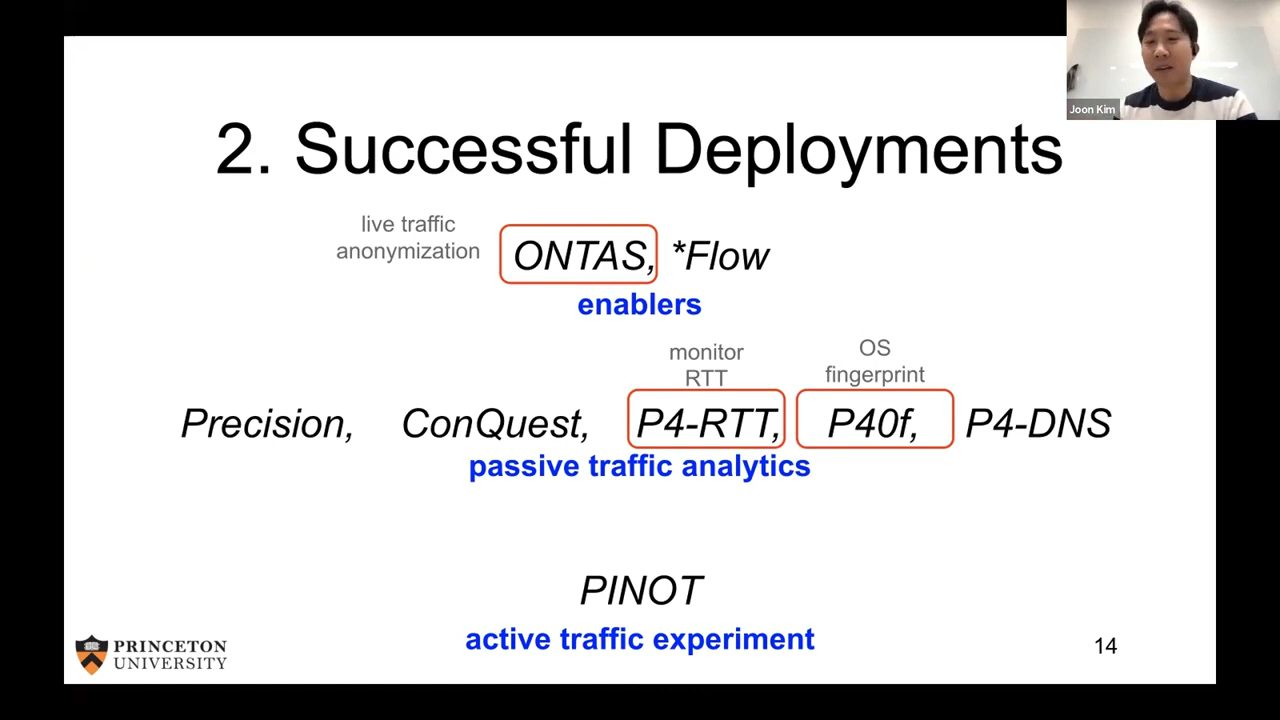 Joon Kim
2. Successful Deployments
live traffic
anonymization
ONTAS, *Flow
enablers
monitor
RTT
OS
fingerprint
Precision, ConQuest, P4-RTT, P40f, P4-DNS
passive traffic analytics
PINOT
active traffic experiment
PRINCETON
UNIVERSITY
14